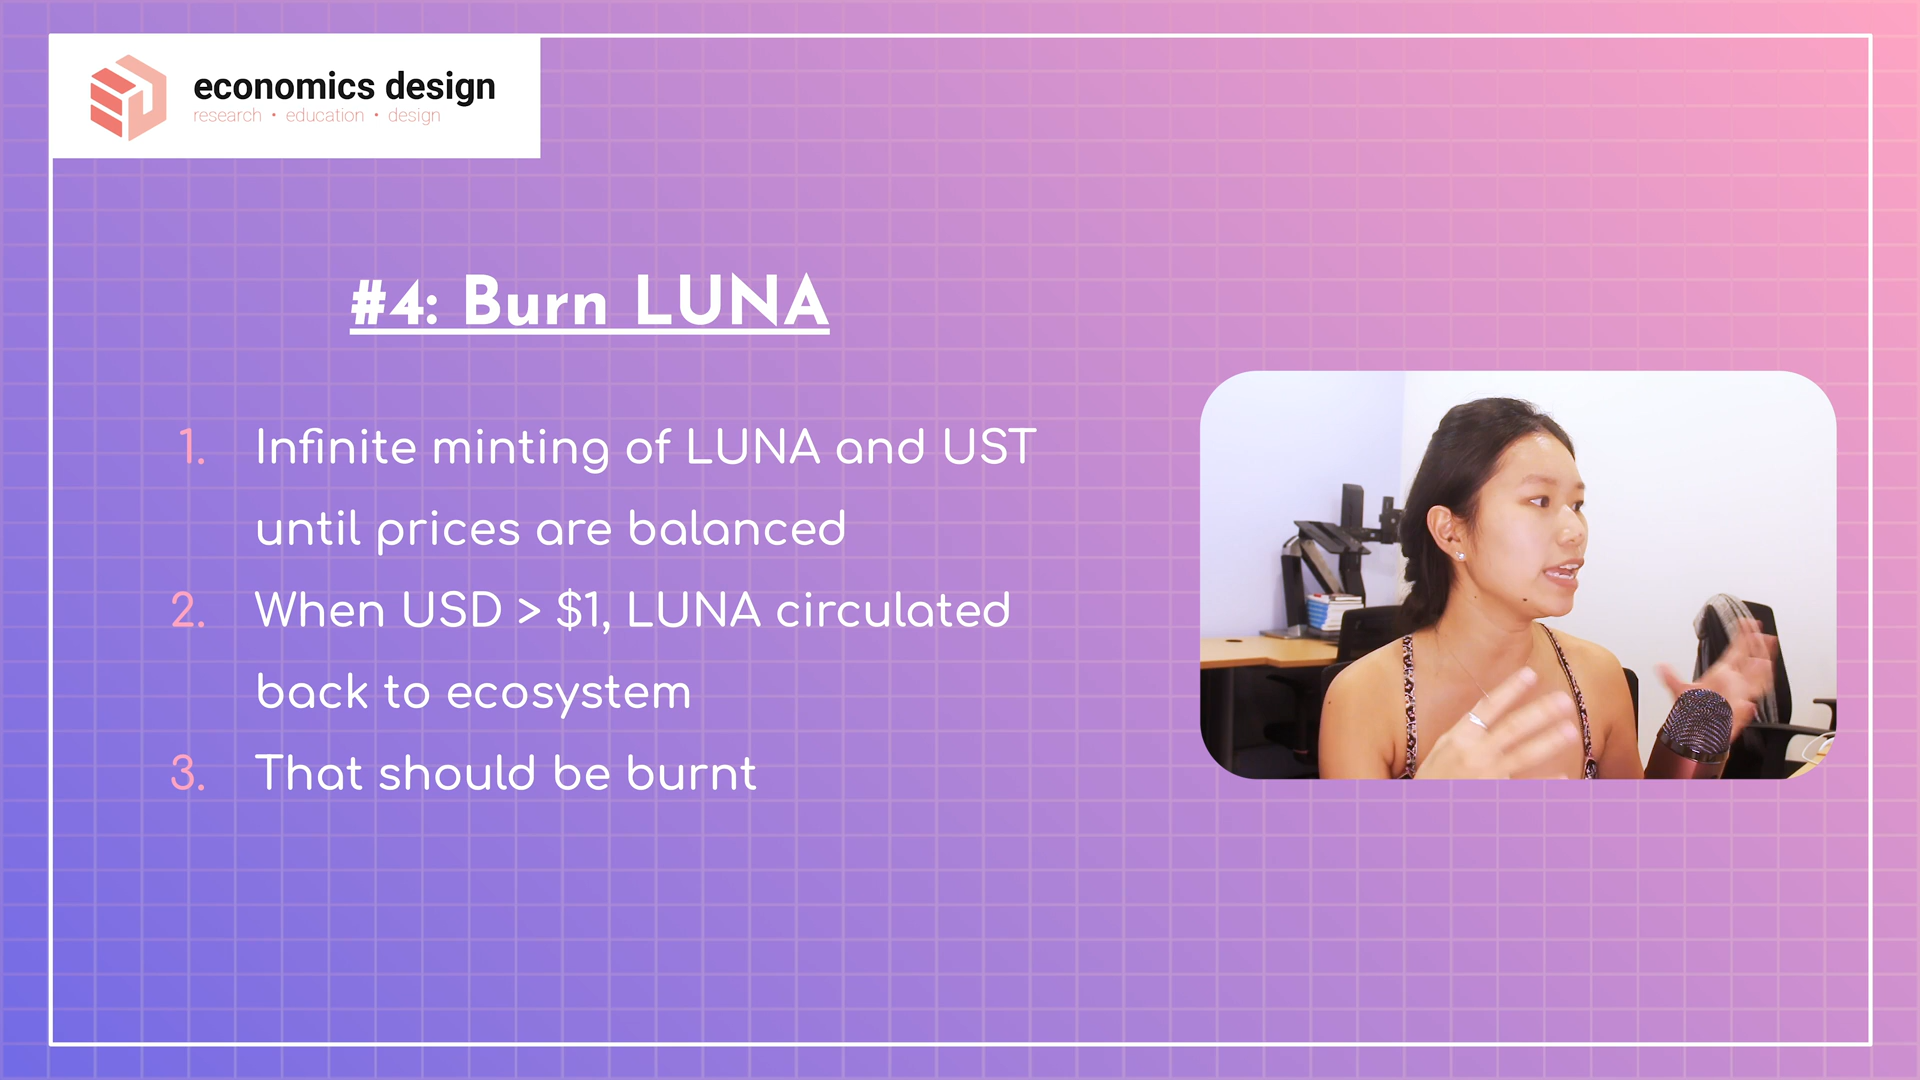 economics design
research • education • design
#4: Burn LUNA
1. Infinite minting of LUNA and UST
until prices are balanced
2. When USD > $1, LUNA circulated
back to ecosystem
3. That should be burnt